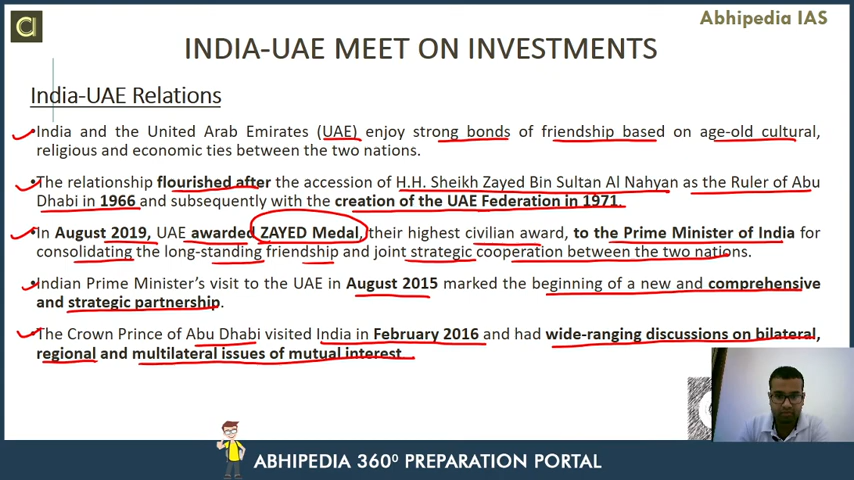 Abhipedia IAS
a
INDIA-UAE MEET ON INVESTMENTS
India-UAE Relations
•India and the United Arab Emirates (UAE) enjoy strong bonds of friendship based on age-old cultural,
religious and economic ties between the two nations.
•The relationship flourished after the accession of H.H. Sheikh Zayed Bin Sultan Al Nahyan as the Ruler of Abu
Dhabi in 1966 and subsequently with the creation of the UAE Federation in 1971.
•In August 2019, UAE awarded ZAYED Medal, their highest civilian award, to the Prime Minister of India for
consolidating the long-standing friendship and joint strategic cooperation between the two nations.
•Indian Prime Minister's visit to the UAE in August 2015 marked the beginning of a new and comprehensive
and strategic partnership.
•The Crown Prince of Abu Dhabi visited India in February 2016 and had wide-ranging discussions on bilateral,
regional and multilateral issues of mutual interest.
ABHIPEDIA 360⁰ PREPARATION PORTAL